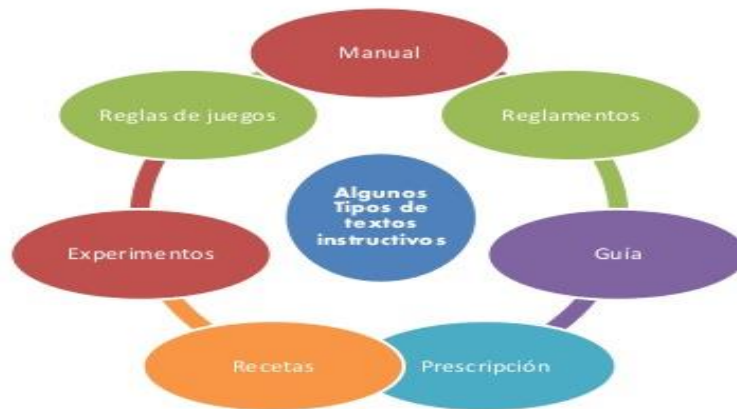 Manual
Reglas de juegos
Reglamentos
Algunos
Tipos de
textos
instructivos
Experimentos
Guía
Recetas
Prescripción